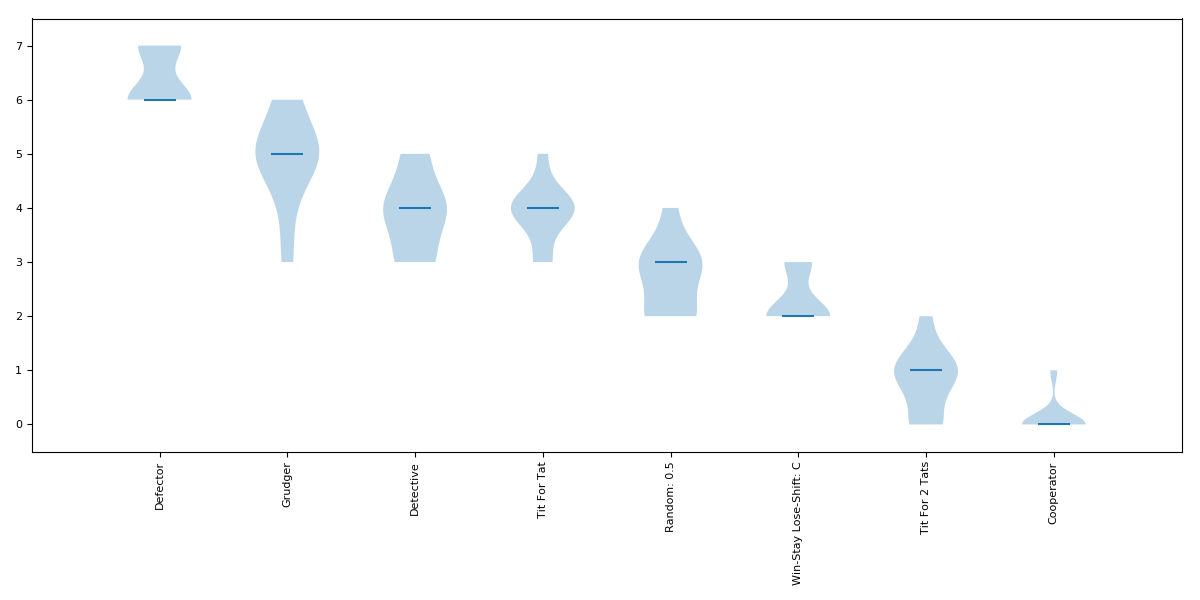 7
6
5
4
3
2
1
0
Defector
Grudger
Detective
Tit For Tat
Random: 0.5
Win-Stay Lose-Shift: C
Tit For 2 Tats
Cooperator